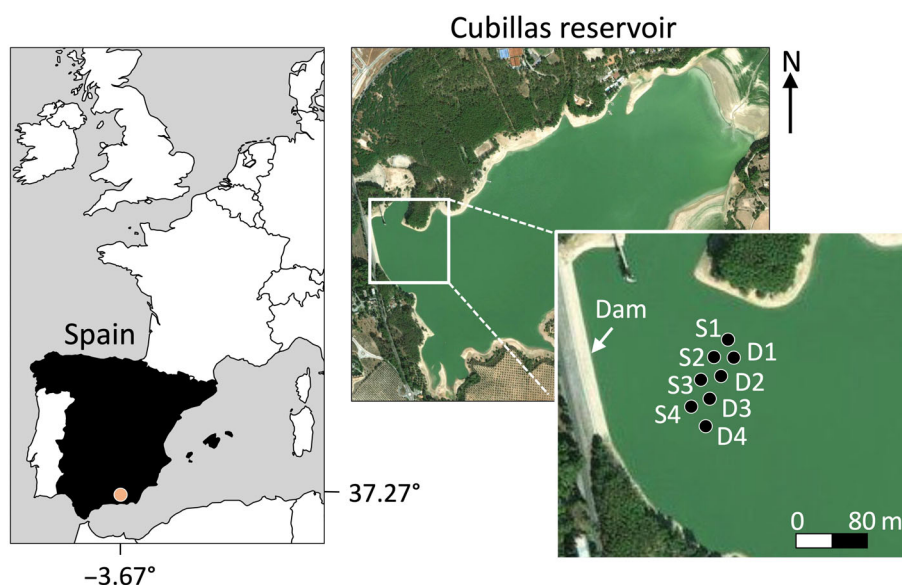 Cubillas reservoir
N
Spain
37.27°
−3.67°
Dam
S1
D1
S2
D2
S3
D3
S4
D4
0 80 m